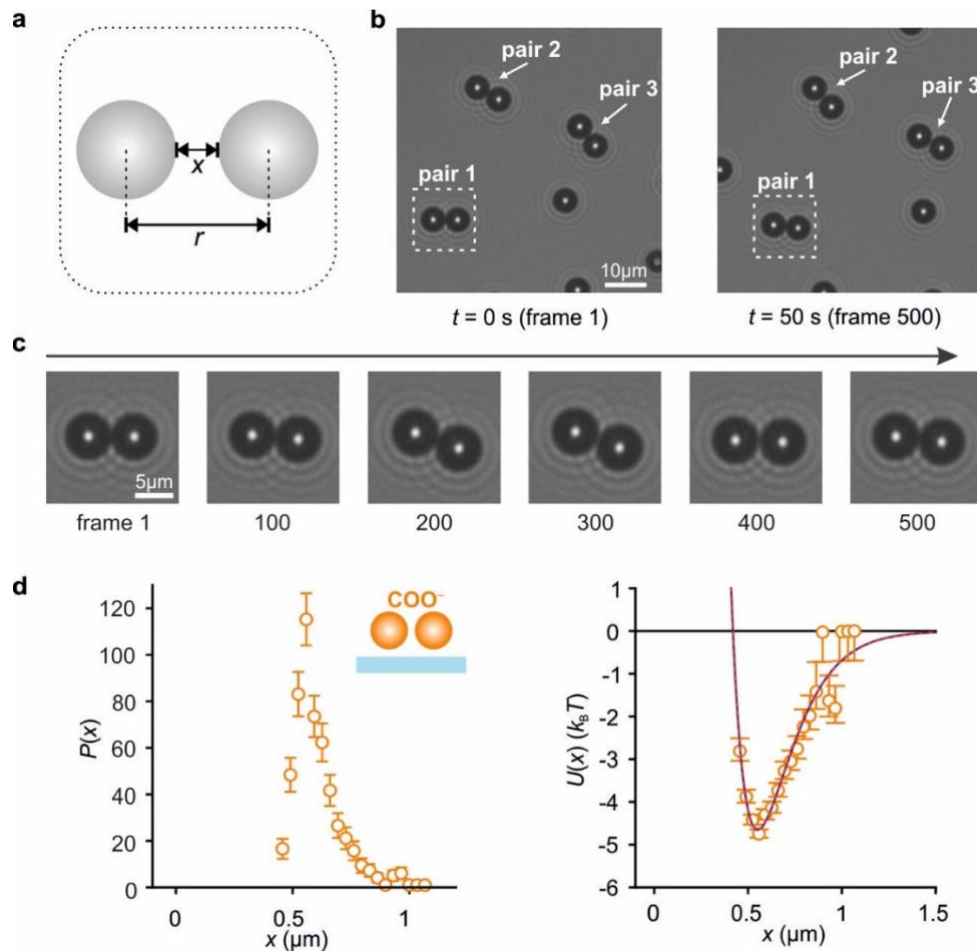 a
x
r
b
pair 2
pair 3
pair 1
10µm
t = 0 s (frame 1)
pair 2
pair 3
pair 1
t = 50 s (frame 500)
c
5µm
frame 1
100
200
300
400
500
d
COO⁻
P(x)
120
100
80
60
40
20
0
0
0.5
1
x (µm)
U(x) (kBT)
1
0
-1
-2
-3
-4
-5
-6
0
0.5
1
1.5
x (µm)